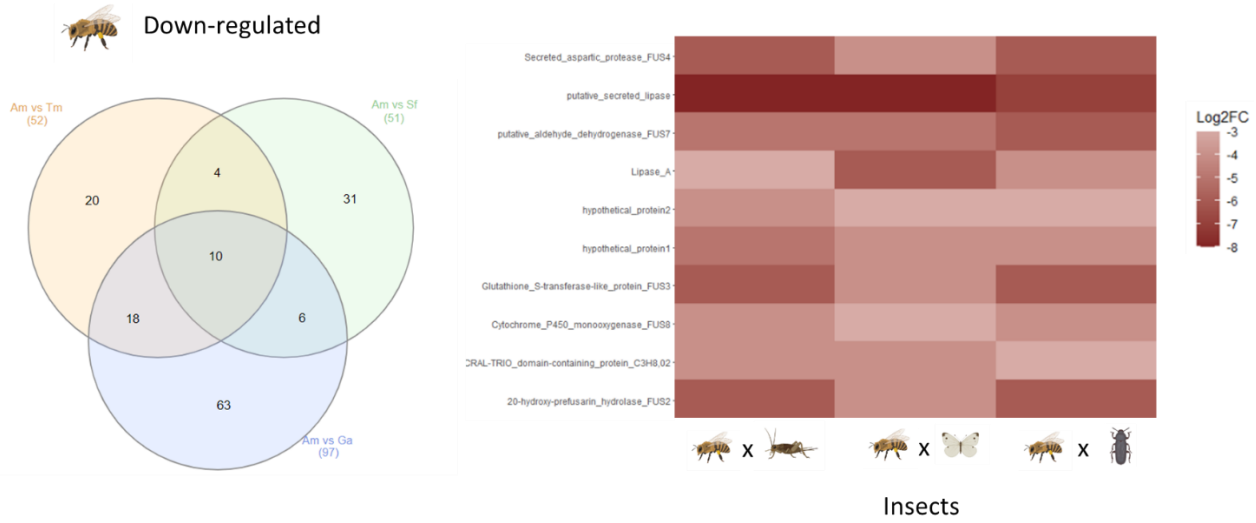 Down-regulated
Am vs Tm
(52)
Am vs Sf
(51)
4
20
31
10
18
6
63
Am vs Ga
(97)
Secreted_aspartic_protease_FUS4
putative_secreted_lipase
putative_aldehyde_dehydrogenase_FUS7
Lipase_A
hypothetical_protein2
hypothetical_protein1
Glutathione_S-transferase-like_protein_FUS3
Cytochrome_P450_monooxygenase_FUS8
CRAL-TRIO_domain-containing_protein_C3H8,02
20-hydroxy-prefusarin_hydrolase_FUS2
Log2FC
-3
-4
-5
-6
-7
-8
X
X
X
Insects